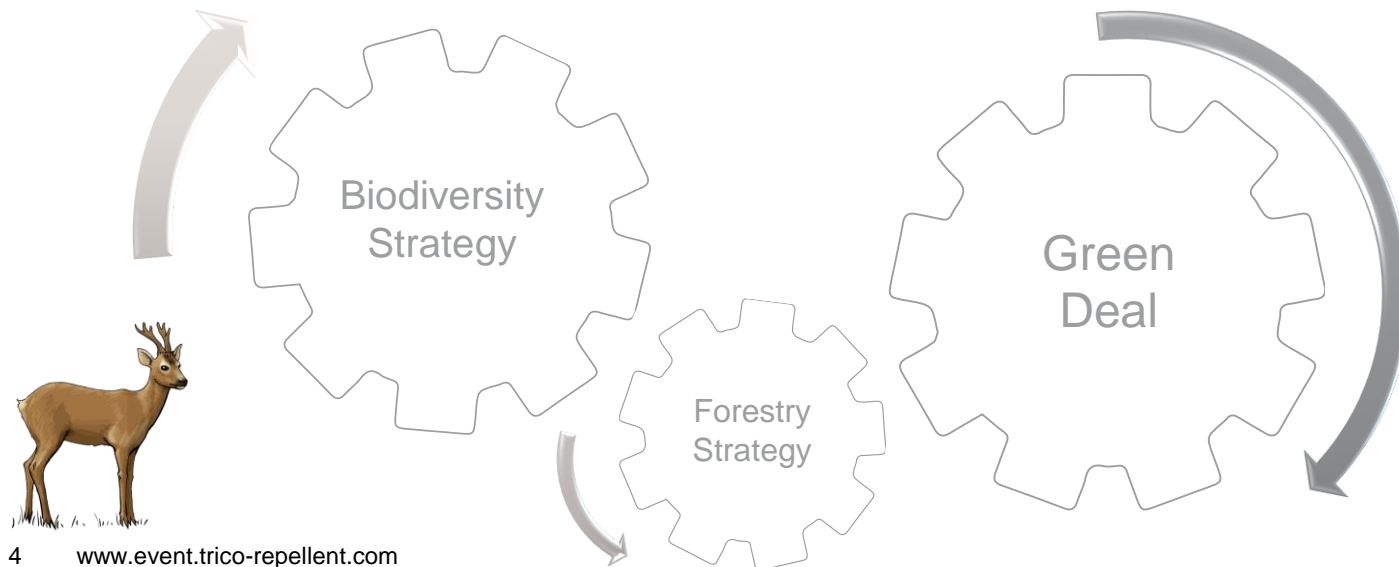 Biodiversity
Strategy
Green
Deal
Forestry
Strategy
4 www.event.trico-repellent.com